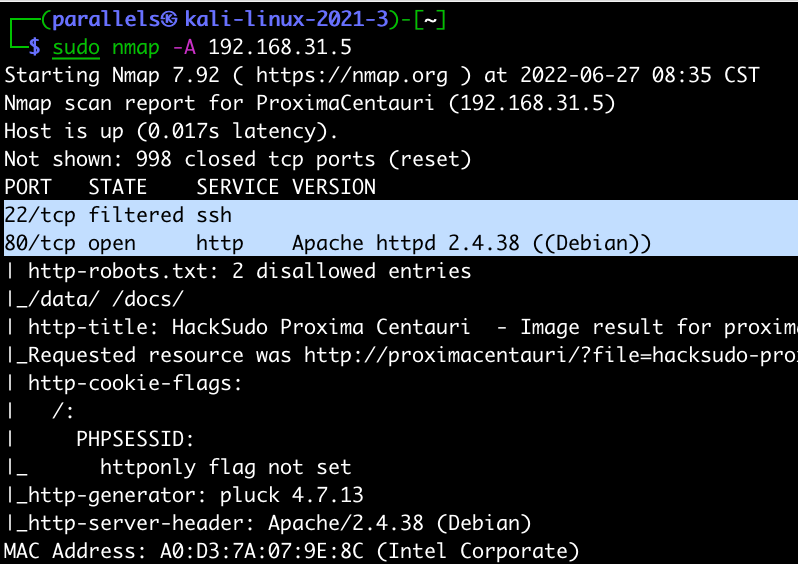 ┌──(parallels㉿kali-linux-2021-3)-[~]
└─$ sudo nmap -A 192.168.31.5
Starting Nmap 7.92 ( https://nmap.org ) at 2022-06-27 08:35 CST
Nmap scan report for ProximaCentauri (192.168.31.5)
Host is up (0.017s latency).
Not shown: 998 closed tcp ports (reset)
PORT   STATE    SERVICE VERSION
22/tcp filtered ssh
80/tcp open     http    Apache httpd 2.4.38 ((Debian))
| http-robots.txt: 2 disallowed entries
|_/data/ /docs/
| http-title: HackSudo Proxima Centauri  - Image result for proxima
|_Requested resource was http://proximacentauri/?file=hacksudo-pro
| http-cookie-flags:
|   /:
|     PHPSESSID:
|_      httponly flag not set
|_http-generator: pluck 4.7.13
|_http-server-header: Apache/2.4.38 (Debian)
MAC Address: A0:D3:7A:07:9E:8C (Intel Corporate)